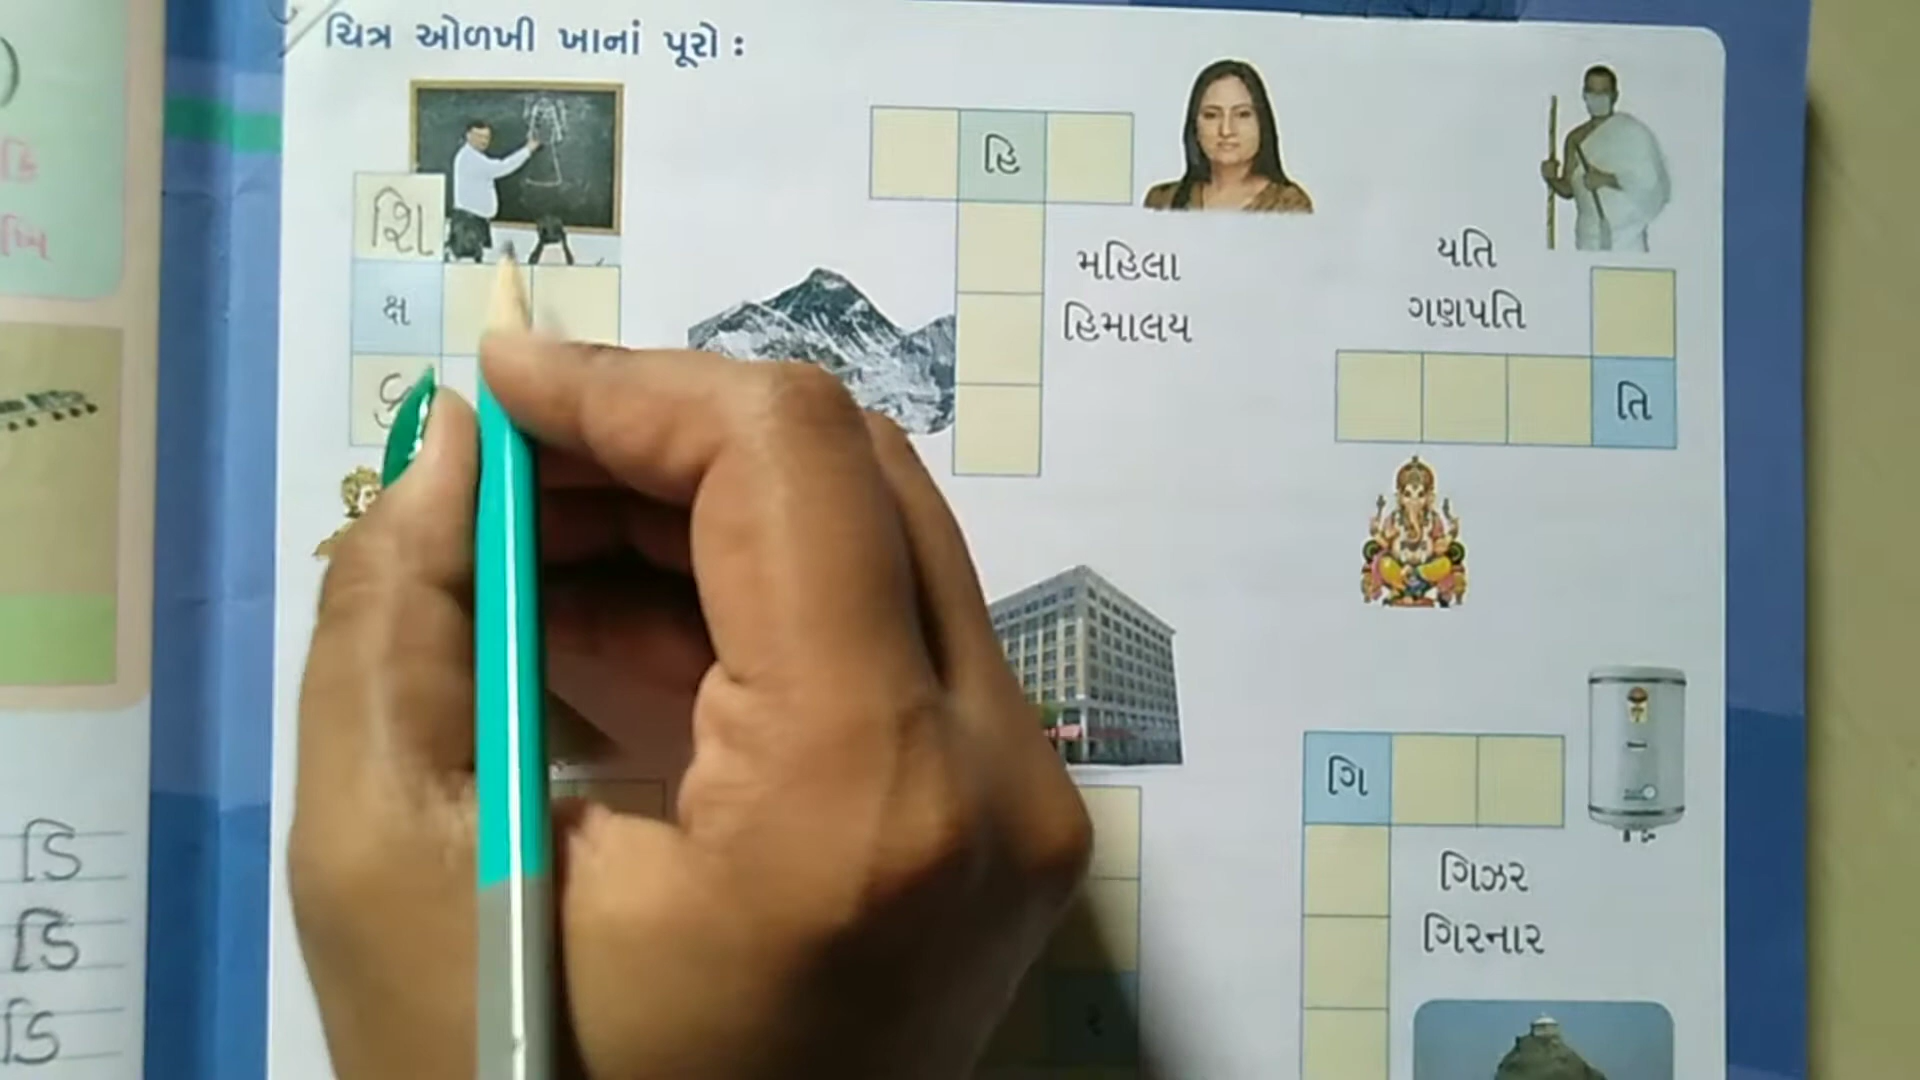 ચિત્ર ઓળખી ખાનાં પૂરો :
શિ
ક્ષ
ક
હિ
મહિલા
હિમાલય
યતિ
ગણપતિ
તિ
ગિ
ગિઝર
ગિરનાર
ર
ડિ
ડિ
ડિ